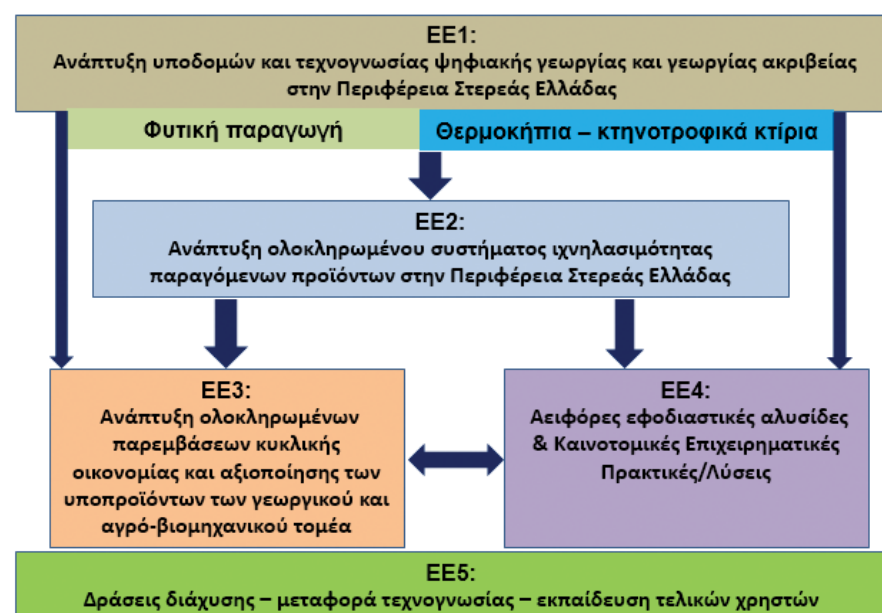 ΕΕ1:
Ανάπτυξη υποδομών και τεχνογνωσίας ψηφιακής γεωργίας και γεωργίας ακριβείας
στην Περιφέρεια Στερεάς Ελλάδας
Φυτική παραγωγή
Θερμοκήπια – κτηνοτροφικά κτίρια
ΕΕ2:
Ανάπτυξη ολοκληρωμένου συστήματος ιχνηλασιμότητας
παραγόμενων προϊόντων στην Περιφέρεια Στερεάς Ελλάδας
ΕΕ3:
Ανάπτυξη ολοκληρωμένων
παρεμβάσεων κυκλικής
οικονομίας και αξιοποίησης των
υποπροϊόντων των γεωργικού και
αγρό-βιομηχανικού τομέα
ΕΕ4:
Αειφόρες εφοδιαστικές αλυσίδες
& Καινοτομικές Επιχειρηματικές
Πρακτικές/Λύσεις
ΕΕ5:
Δράσεις διάχυσης – μεταφορά τεχνογνωσίας – εκπαίδευση τελικών χρηστών